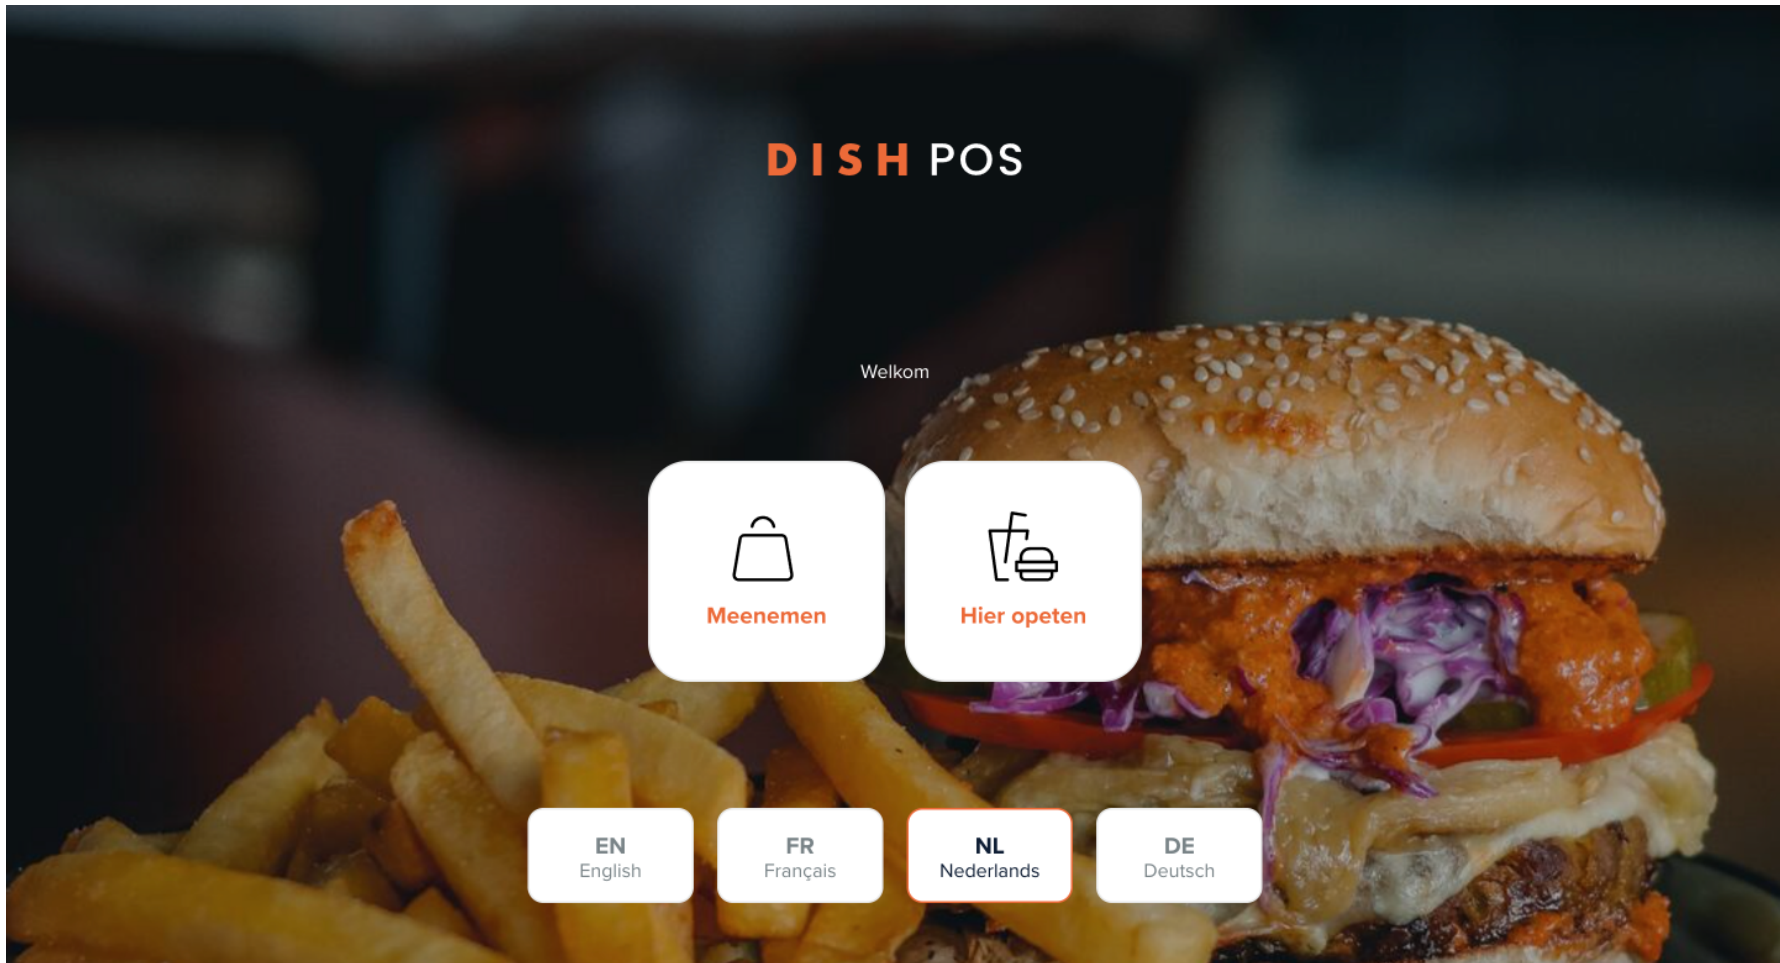 DISH POS
Welkom
Meenemen
Hier opeten
EN
English
FR
Français
NL
Nederlands
DE
Deutsch